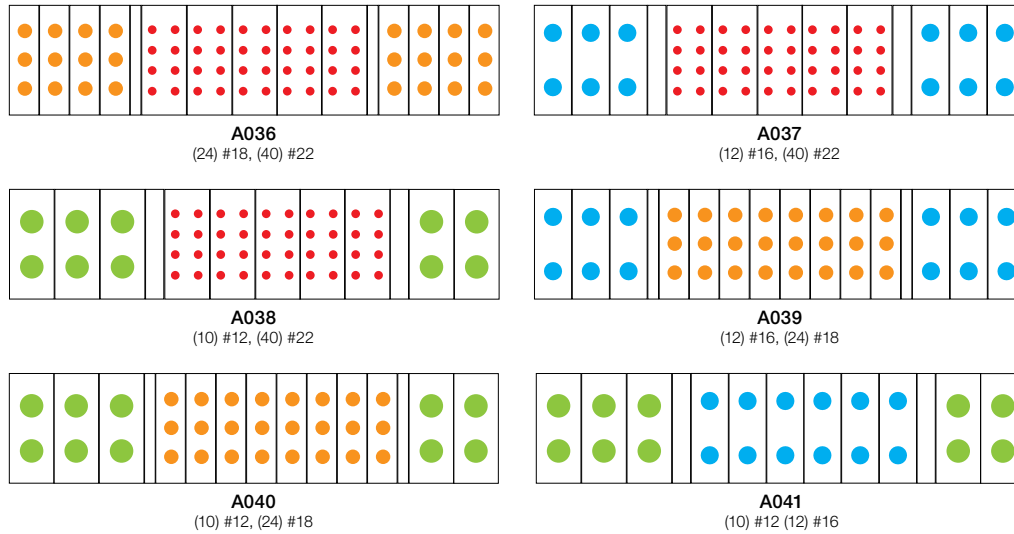 A036
(24) #18, (40) #22
A037
(12) #16, (40) #22
A038
(10) #12, (40) #22
A039
(12) #16, (24) #18
A040
(10) #12, (24) #18
A041
(10) #12 (12) #16